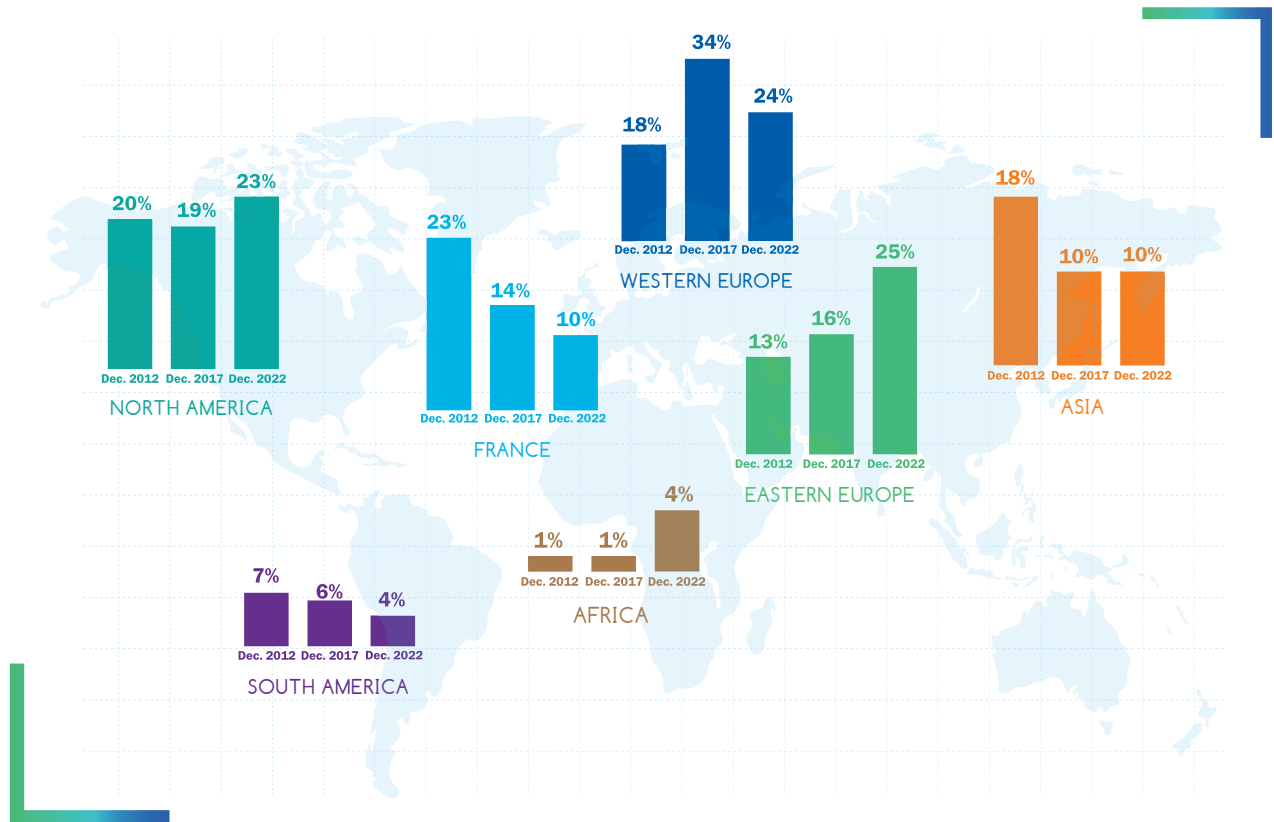 34%
24%
18%
Dec. 2012 Dec. 2017 Dec. 2022
WESTERN EUROPE
20% 19% 23%
Dec. 2012 Dec. 2017 Dec. 2022
NORTH AMERICA
23%
14%
10%
Dec. 2012 Dec. 2017 Dec. 2022
FRANCE
13% 16% 25%
Dec. 2012 Dec. 2017 Dec. 2022
EASTERN EUROPE
18%
10% 10%
Dec. 2012 Dec. 2017 Dec. 2022
ASIA
1% 1% 4%
Dec. 2012 Dec. 2017 Dec. 2022
AFRICA
7% 6% 4%
Dec. 2012 Dec. 2017 Dec. 2022
SOUTH AMERICA